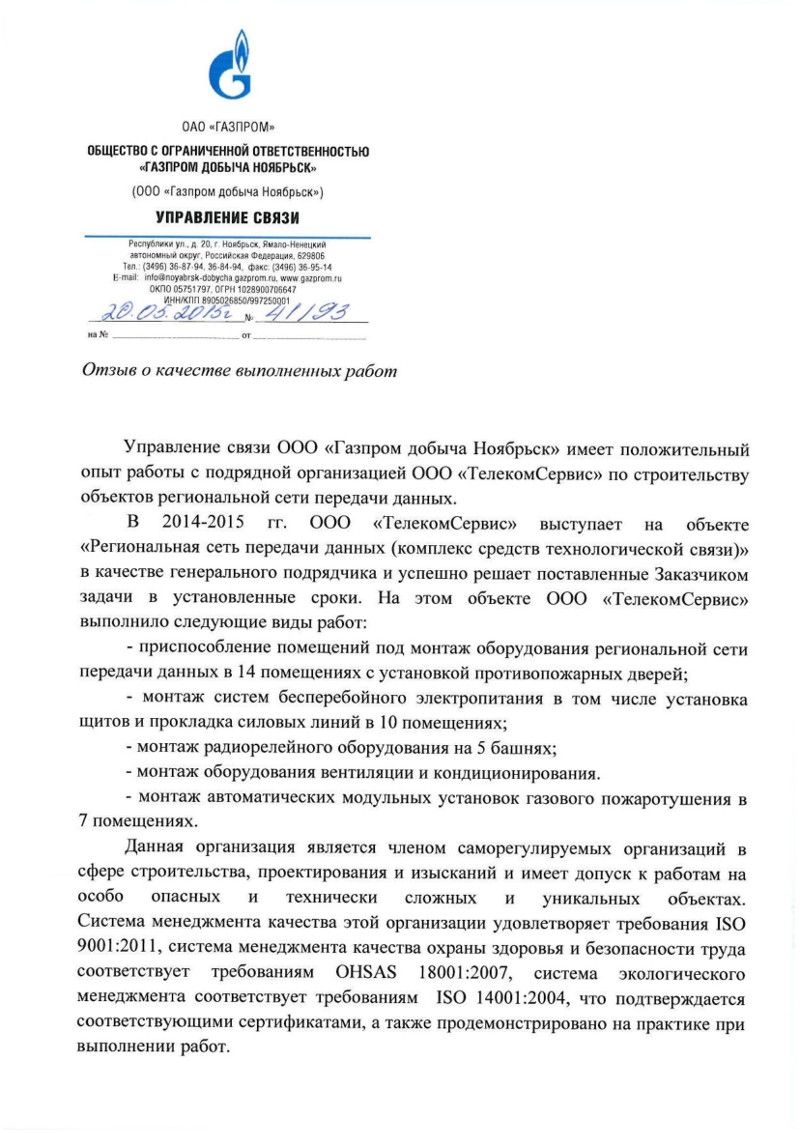 ОАО «ГАЗПРОМ»
ОБЩЕСТВО С ОГРАНИЧЕННОЙ ОТВЕТСТВЕННОСТЬЮ
«ГАЗПРОМ ДОБЫЧА НОЯБРЬСК»
(ООО «Газпром добыча Ноябрьск»)
УПРАВЛЕНИЕ СВЯЗИ
Республики ул., д. 20, г. Ноябрьск, Ямало-Ненецкий
автономный округ, Российская Федерация, 629806
Тел.: (3496) 36-87-94, 36-84-94, факс: (3496) 36-95-14
E-mail: info@noyabrsk-dobycha.gazprom.ru, www.gazprom.ru
ОКПО 05751797, ОГРН 1028900706647
ИНН/КПП 8905026850/997250001
20.05.2015г № 41/93
на № от
Отзыв о качестве выполненных работ
Управление связи ООО «Газпром добыча Ноябрьск» имеет положительный
опыт работы с подрядной организацией ООО «ТелекомСервис» по строительству
объектов региональной сети передачи данных.
В 2014-2015 гг. ООО «ТелекомСервис» выступает на объекте
«Региональная сеть передачи данных (комплекс средств технологической связи)»
в качестве генерального подрядчика и успешно решает поставленные Заказчиком
задачи в установленные сроки. На этом объекте ООО «ТелекомСервис»
выполнило следующие виды работ:
- приспособление помещений под монтаж оборудования региональной сети
передачи данных в 14 помещениях с установкой противопожарных дверей;
- монтаж систем бесперебойного электропитания в том числе установка
щитов и прокладка силовых линий в 10 помещениях;
- монтаж радиорелейного оборудования на 5 башнях;
- монтаж оборудования вентиляции и кондиционирования.
- монтаж автоматических модульных установок газового пожаротушения в
7 помещениях.
Данная организация является членом саморегулируемых организаций в
сфере строительства, проектирования и изысканий и имеет допуск к работам на
особо опасных и технически сложных и уникальных объектах.
Система менеджмента качества этой организации удовлетворяет требования ISO
9001:2011, система менеджмента качества охраны здоровья и безопасности труда
соответствует требованиям OHSAS 18001:2007, система экологического
менеджмента соответствует требованиям ISO 14001:2004, что подтверждается
соответствующими сертификатами, а также продемонстрировано на практике при
выполнении работ.